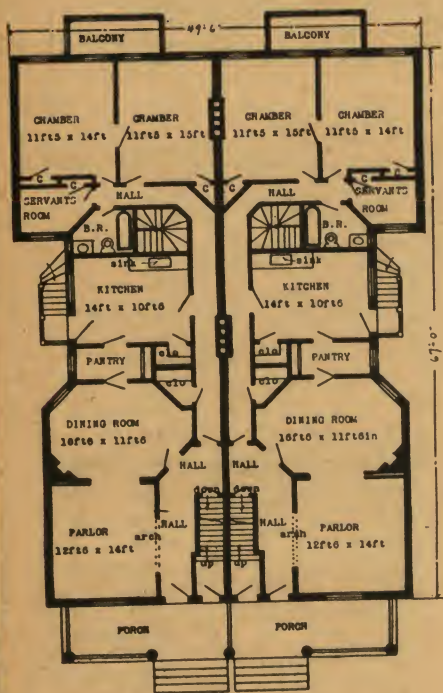 49'-6"
BALCONY BALCONY
CHAMBER
11ft5 x 14ft
CHAMBER
11ft5 x 15ft
CHAMBER
11ft5 x 15ft
CHAMBER
11ft5 x 14ft
C C
C C
C C
SERVANTS
ROOM
HALL
HALL
SERVANTS
ROOM
B.R.
B.R.
sink
sink
KITCHEN
14ft x 10ft6
KITCHEN
14ft x 10ft6
67'-0"
PANTRY
clo
clo
clo
clo
PANTRY
DINING ROOM
16ft6 x 11ft6
DINING ROOM
16ft6 x 11ft6in
HALL HALL
down down
PARLOR
12ft6 x 14ft
arch
HALL
HALL
arch
PARLOR
12ft6 x 14ft
up up
PORCH PORCH